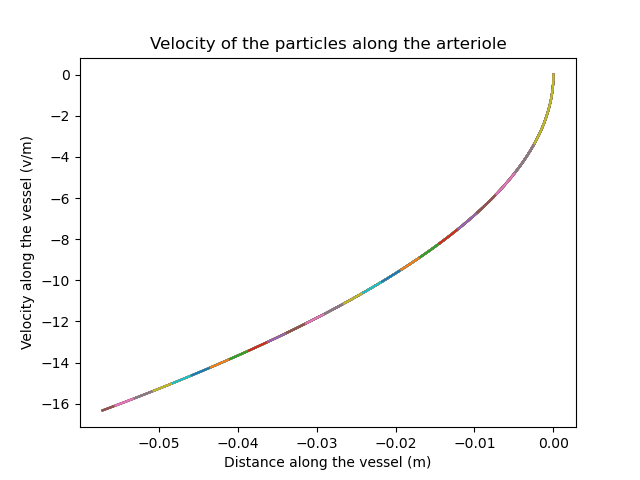 Velocity of the particles along the arteriole
Velocity along the vessel (v/m)
0
−2
−4
−6
−8
−10
−12
−14
−16
−0.05 −0.04 −0.03 −0.02 −0.01 0.00
Distance along the vessel (m)